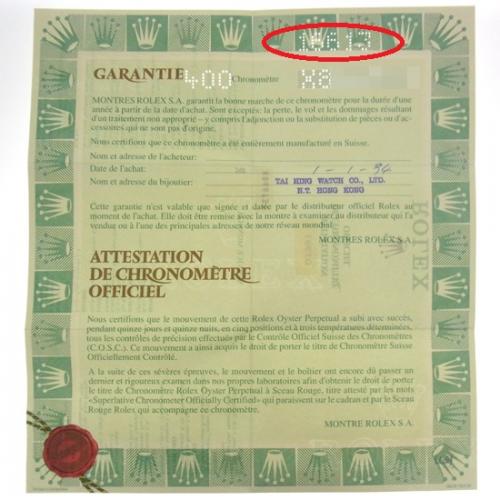 16613
GARANTIE 400 Chronomètre X8
MONTRES ROLEX S.A. garantit la bonne marche de ce chronomètre pour la durée d'une
année à partir de la date d'achat. Sont exceptés: la perte, le vol et les dommages résultant
d'un traitement non approprié – y compris l'adjonction ou la substitution de pièces ou d'ac-
cessoires qui ne sont pas d'origine.
Nous certifions que ce chronomètre a été entièrement manufacturé en Suisse.
Nom et adresse de l'acheteur:
Date de l'achat:
Nom et adresse du bijoutier: TAI HING WATCH CO., LTD.
N.T. HONG KONG
Cette garantie n'est valable que signée et datée par le distributeur officiel Rolex au
moment de l'achat. Elle doit être remise avec la montre à examiner au distributeur qui l'a
vendu ou à l'une des principales adresses de notre réseau mondial.
MONTRES ROLEX S.A.
ROLEX
ATTESTATION
DE CHRONOMÈTRE
OFFICIEL
Nous certifions que le mouvement de cette Rolex Oyster Perpetual a subi avec succès,
pendant quinze jours et quinze nuits, en cinq positions et à trois températures déterminées,
tous les contrôles de précision effectués par le Contrôle Officiel Suisse des Chronomètres
(C.O.S.C.). Ce mouvement a ainsi acquis le droit de porter le titre de Chronomètre Suisse
Officiellement Contrôlé.
A la suite de ces sévères épreuves, le mouvement et le boîtier ont encore dû passer un
dernier et rigoureux examen dans nos propres laboratoires afin d'obtenir le droit de porter
le titre de Chronomètre Rolex Oyster Perpetual à Sceau Rouge, titre attesté par les mots
«Superlative Chronometer Officially Certified» qui paraissent sur le cadran et par le Sceau
Rouge Rolex qui accompagne ce chronomètre.
MONTRE ROLEX S.A.